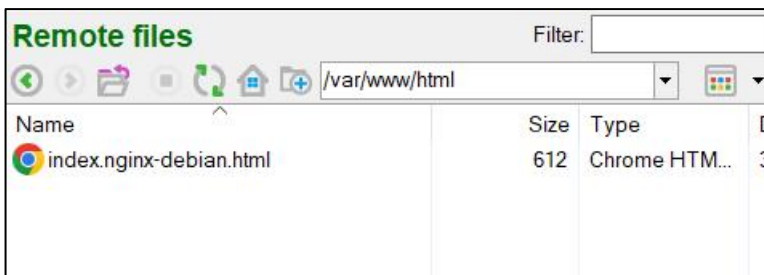 Remote files
Filter:
/var/www/html
Name Size Type
index.nginx-debian.html 612 Chrome HTM...